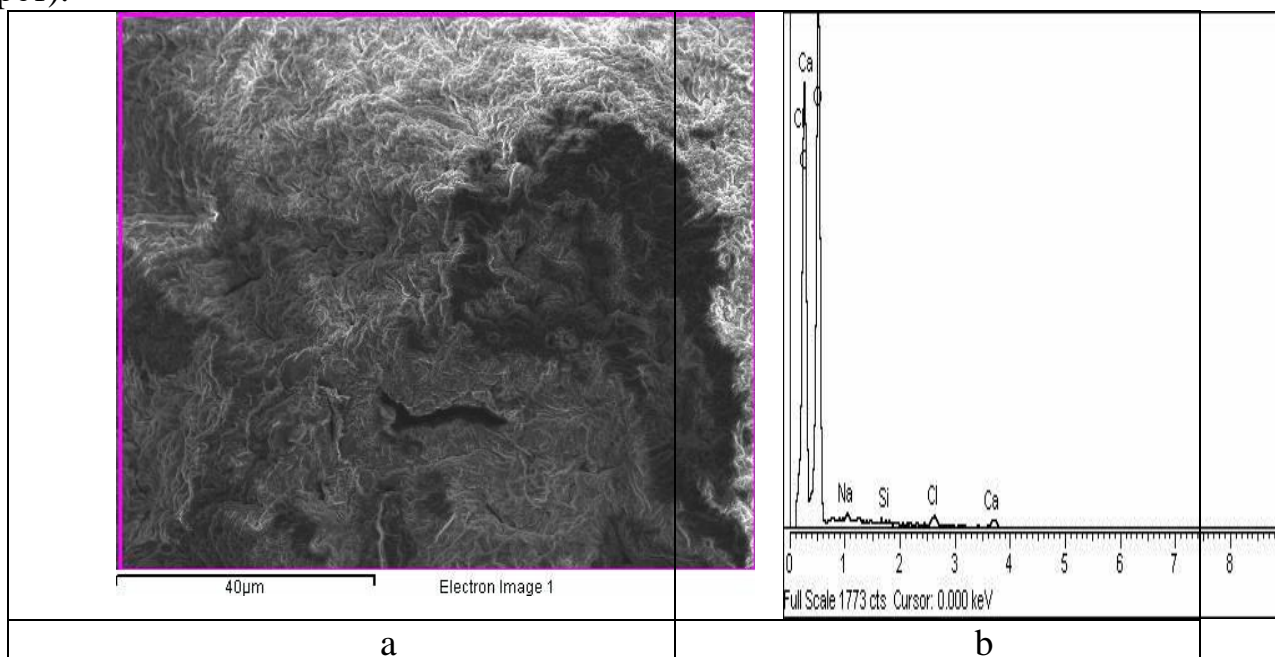 Ca
O
Cl
C
Na Si Cl Ca
0 1 2 3 4 5 6 7 8
Full Scale 1773 cts Cursor: 0.000 keV
40µm Electron Image 1
a b